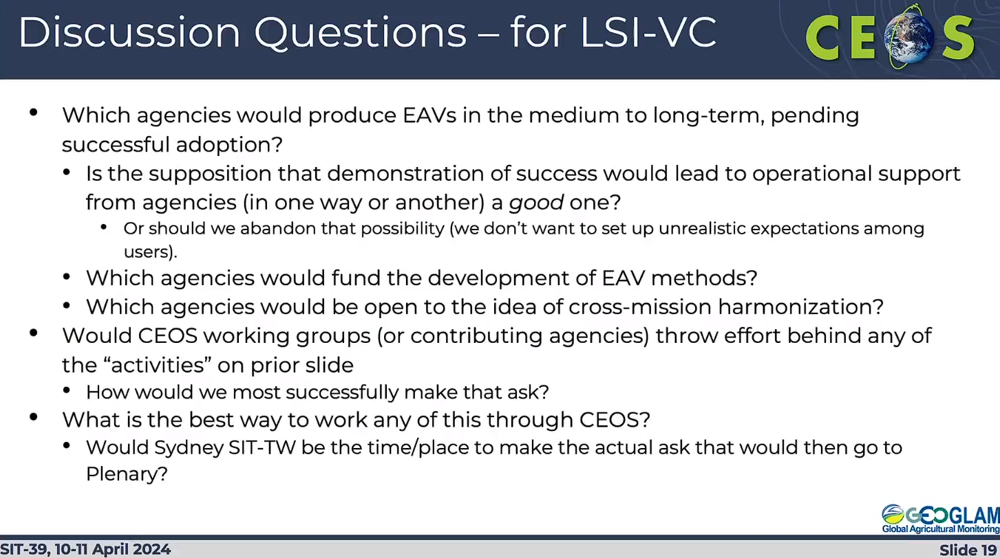 Discussion Questions – for LSI-VC
CEOS
• Which agencies would produce EAVs in the medium to long-term, pending
successful adoption?
• Is the supposition that demonstration of success would lead to operational support
from agencies (in one way or another) a good one?
• Or should we abandon that possibility (we don’t want to set up unrealistic expectations among
users).
• Which agencies would fund the development of EAV methods?
• Which agencies would be open to the idea of cross-mission harmonization?
• Would CEOS working groups (or contributing agencies) throw effort behind any of
the “activities” on prior slide
• How would we most successfully make that ask?
• What is the best way to work any of this through CEOS?
• Would Sydney SIT-TW be the time/place to make the actual ask that would then go to
Plenary?
GEOGLAM
Global Agricultural Monitoring
SIT-39, 10-11 April 2024
Slide 19